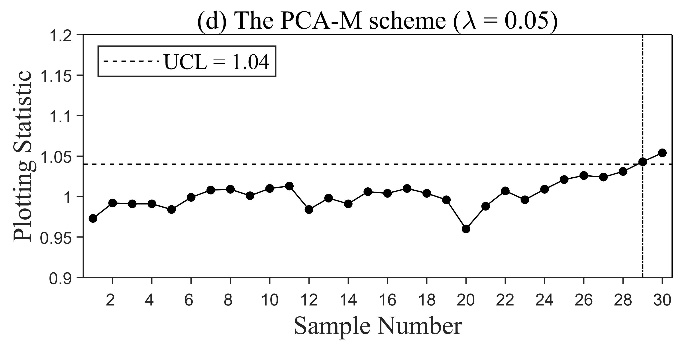 (d) The PCA-M scheme (λ = 0.05)
1.2
1.15
1.1
1.05
1
0.95
0.9
Plotting Statistic
UCL = 1.04
2 4 6 8 10 12 14 16 18 20 22 24 26 28 30
Sample Number